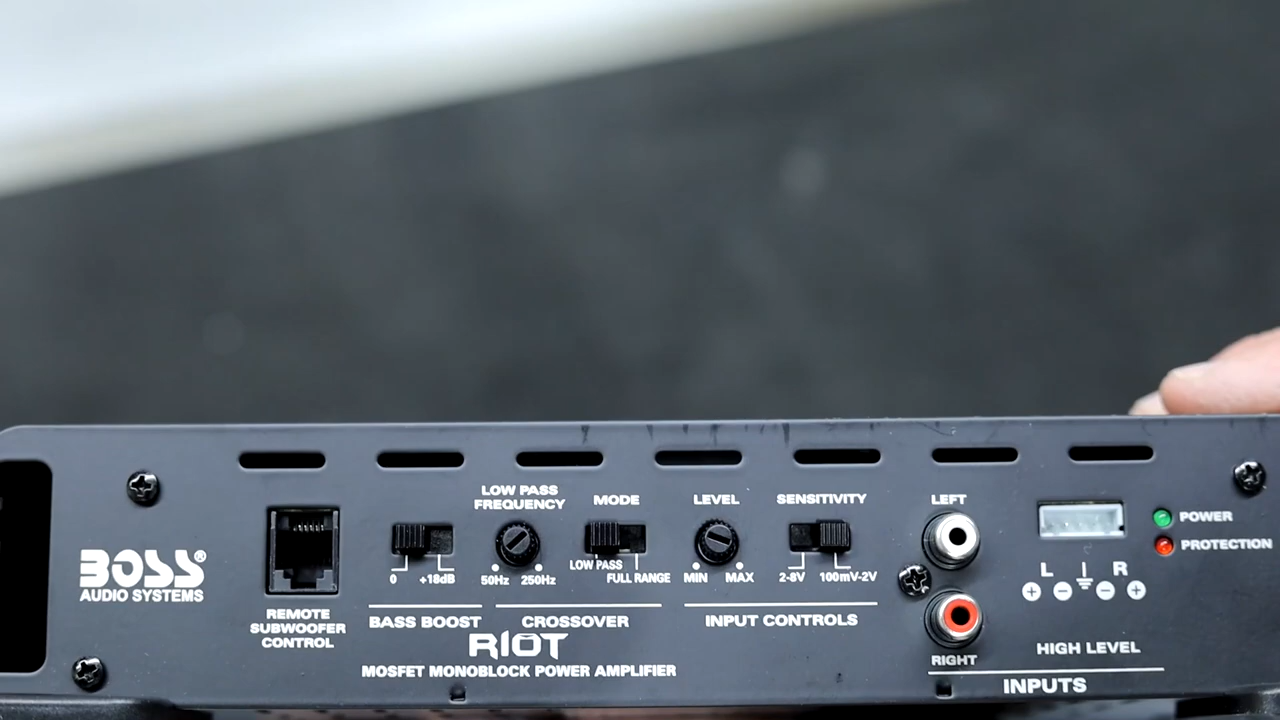 BOSS®
AUDIO SYSTEMS
REMOTE
SUBWOOFER
CONTROL
0 +18dB
BASS BOOST
LOW PASS
FREQUENCY
50Hz 250Hz
MODE
LOW PASS
FULL RANGE
CROSSOVER
RIOT
MOSFET MONOBLOCK POWER AMPLIFIER
LEVEL
MIN MAX
SENSITIVITY
2-8V 100mV-2V
INPUT CONTROLS
LEFT
RIGHT
L R
HIGH LEVEL
INPUTS
POWER
PROTECTION